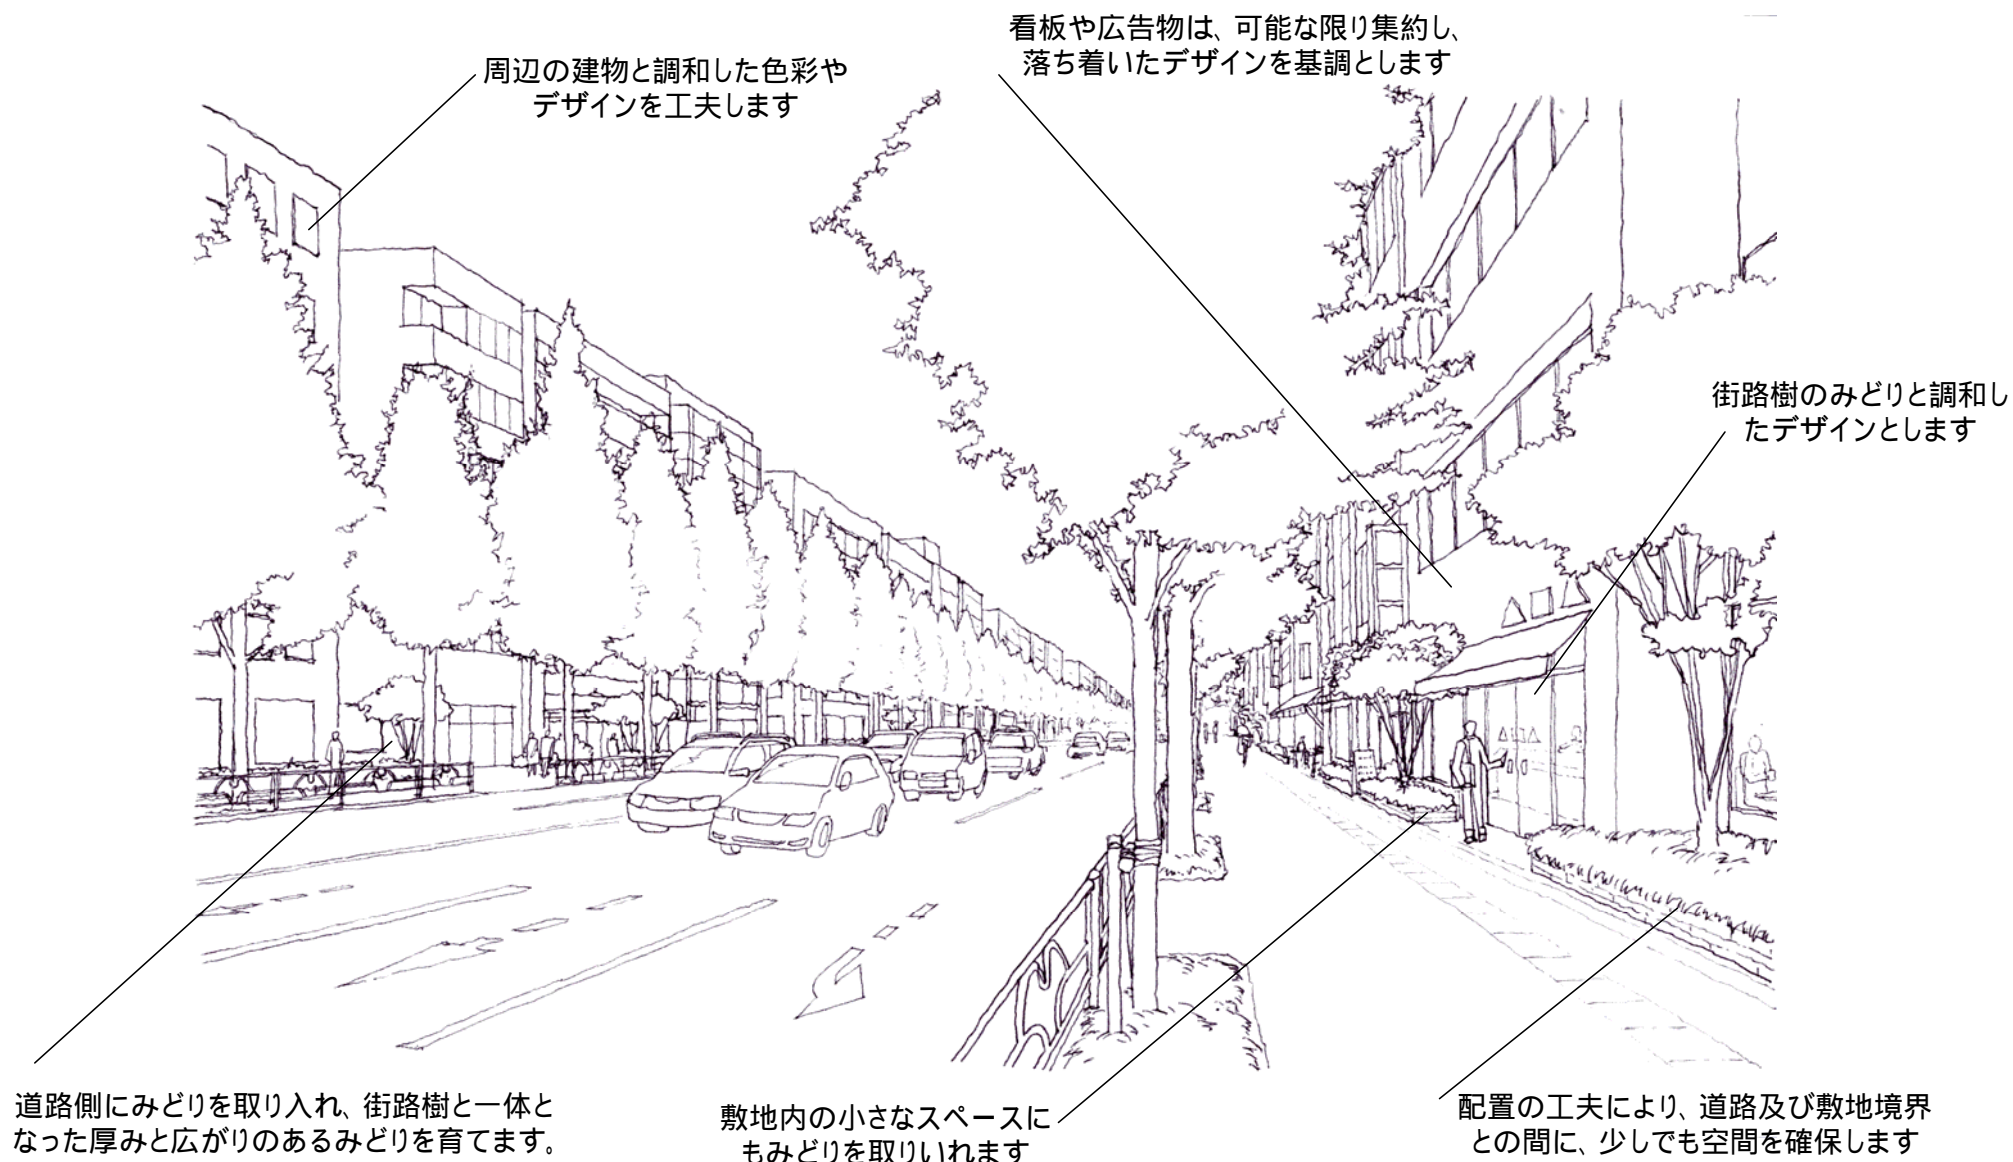 看板や広告物は、可能な限り集約し、
落ち着いたデザインを基調とします
周辺の建物と調和した色彩や
デザインを工夫します
街路樹のみどりと調和し
たデザインとします
道路側にみどりを取り入れ、街路樹と一体と
なった厚みと広がりのあるみどりを育てます。
敷地内の小さなスペースに
もみどりを取りいれます
配置の工夫により、道路及び敷地境界
との間に、少しでも空間を確保します